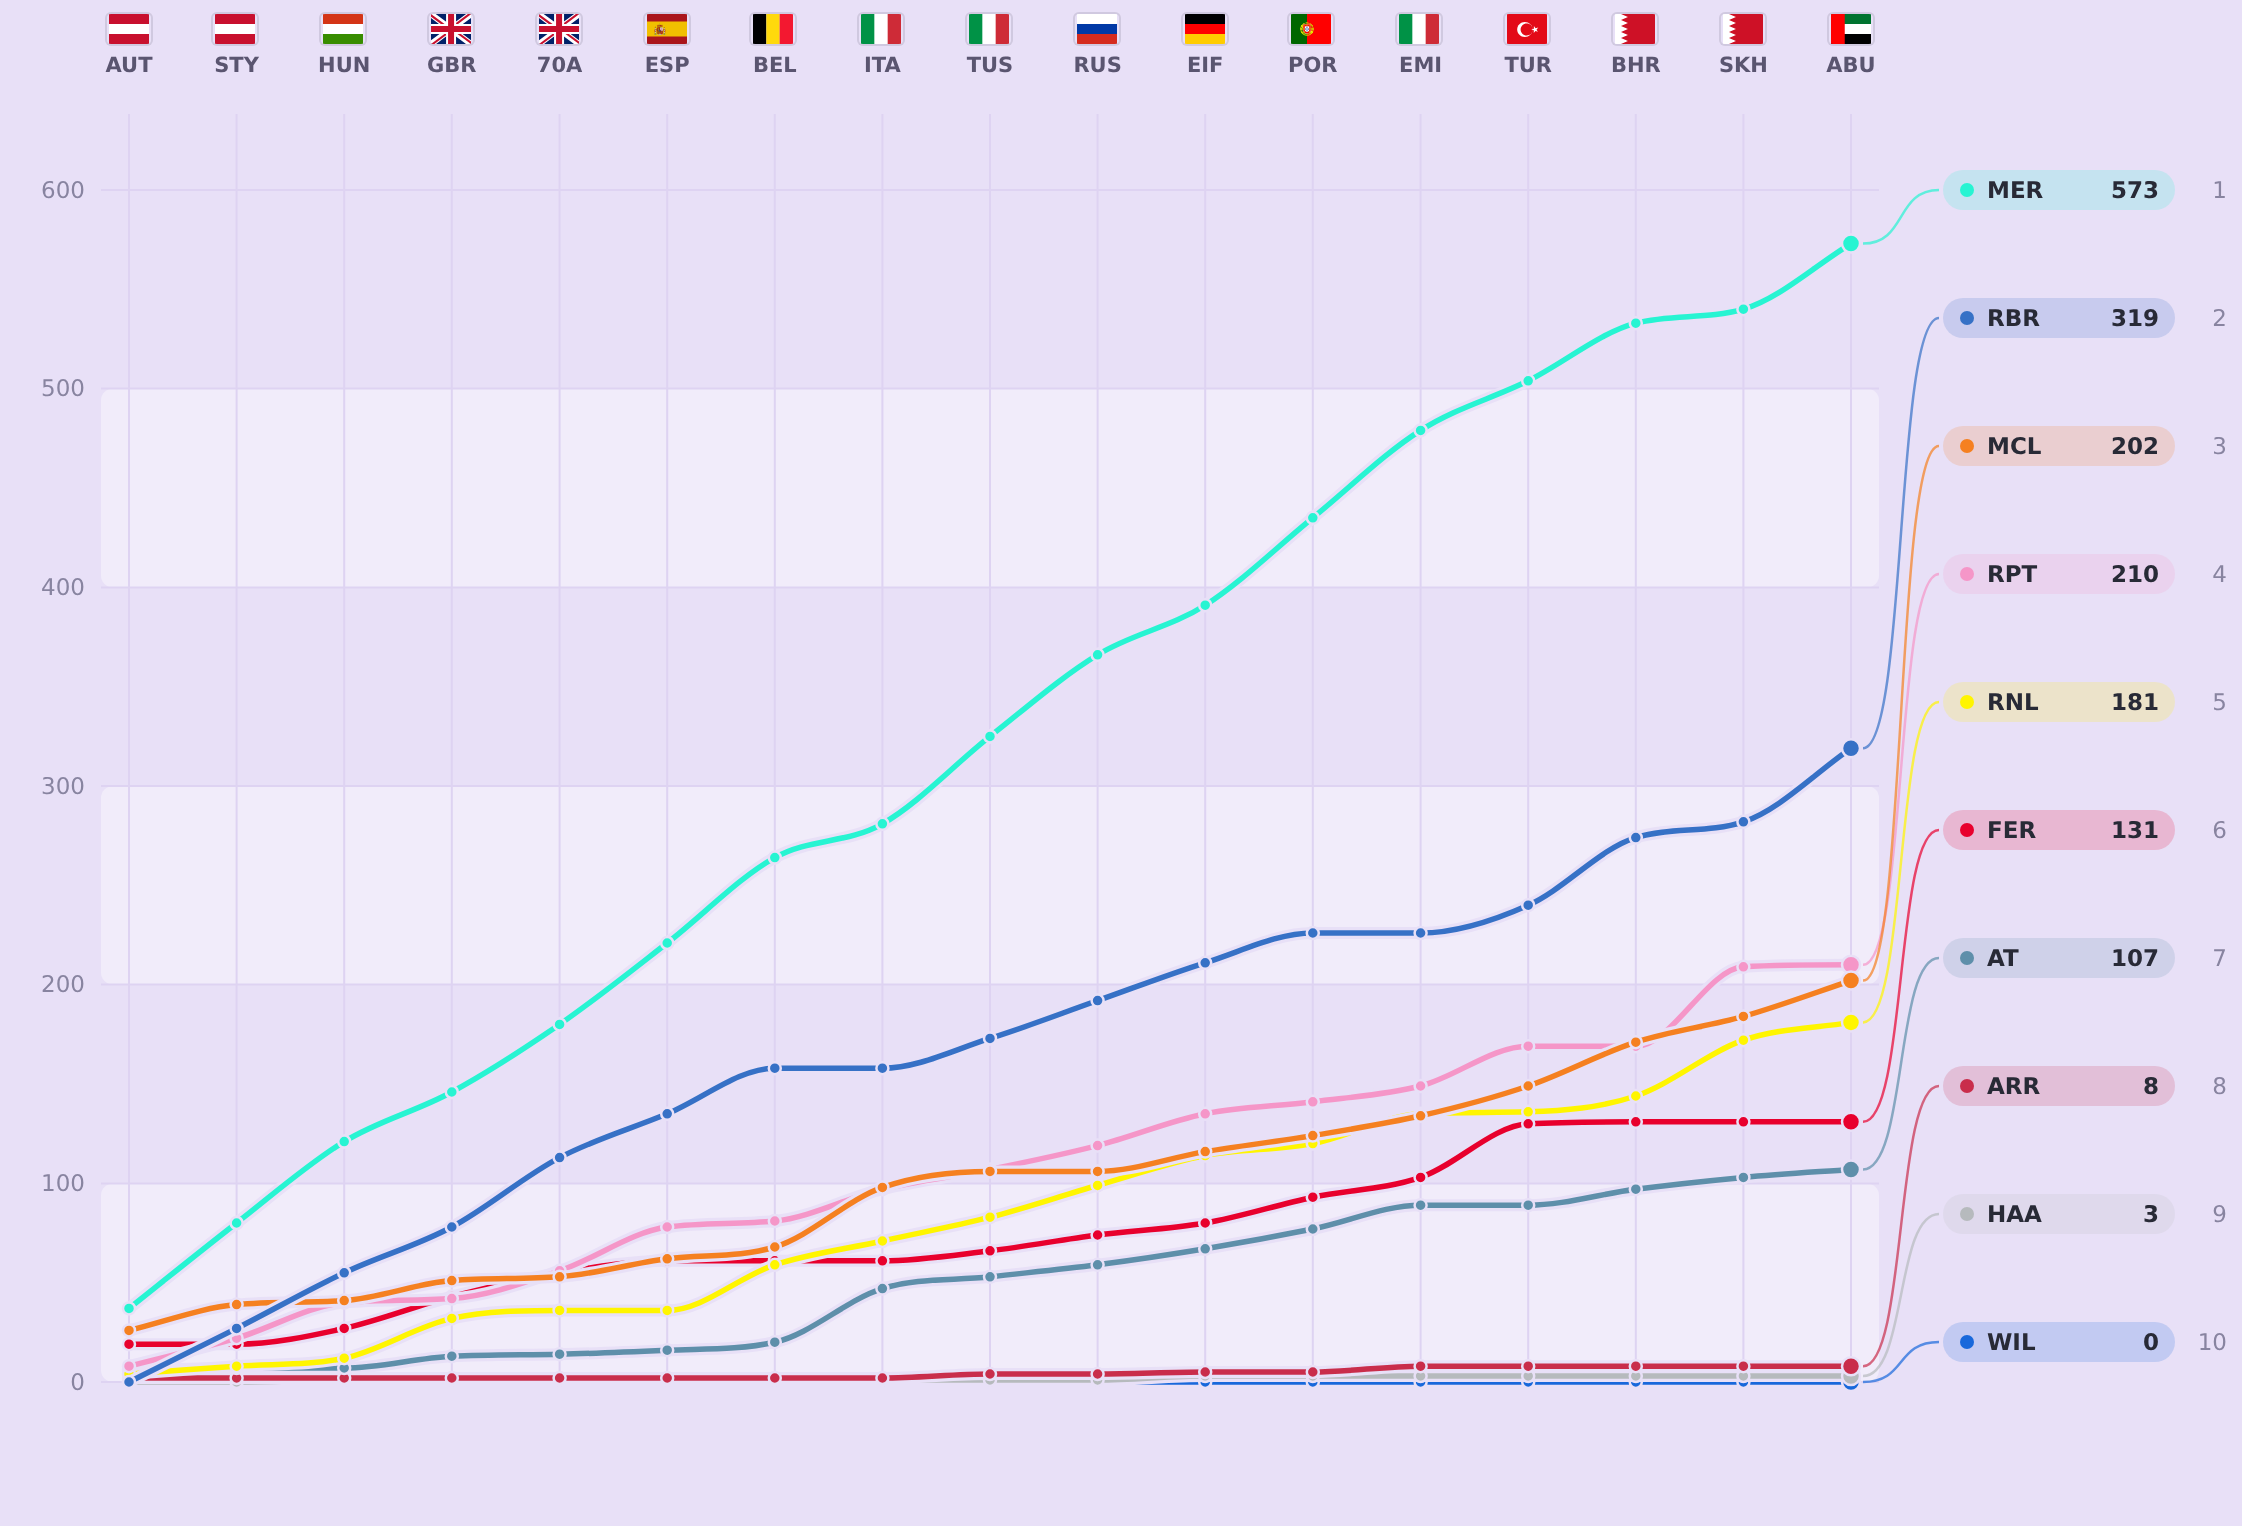 AUT STY HUN GBR 70A ESP BEL ITA TUS RUS EIF POR EMI TUR BHR SKH ABU
600
500
400
300
200
100
0
MER 573 1
RBR 319 2
MCL 202 3
RPT 210 4
RNL 181 5
FER 131 6
AT 107 7
ARR 8 8
HAA 3 9
WIL 0 10